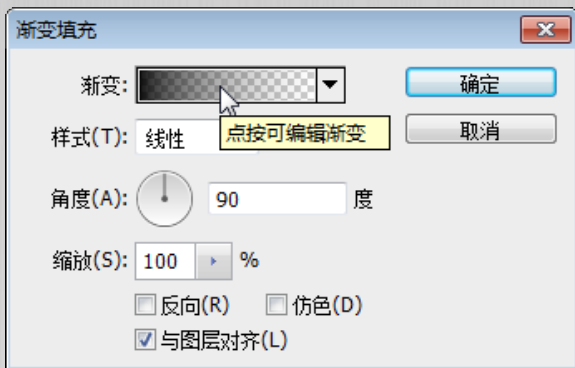 渐变填充
渐变: 确定
点按可编辑渐变
样式(T): 线性 取消
角度(A): 90 度
缩放(S): 100 %
反向(R) 仿色(D)
与图层对齐(L)